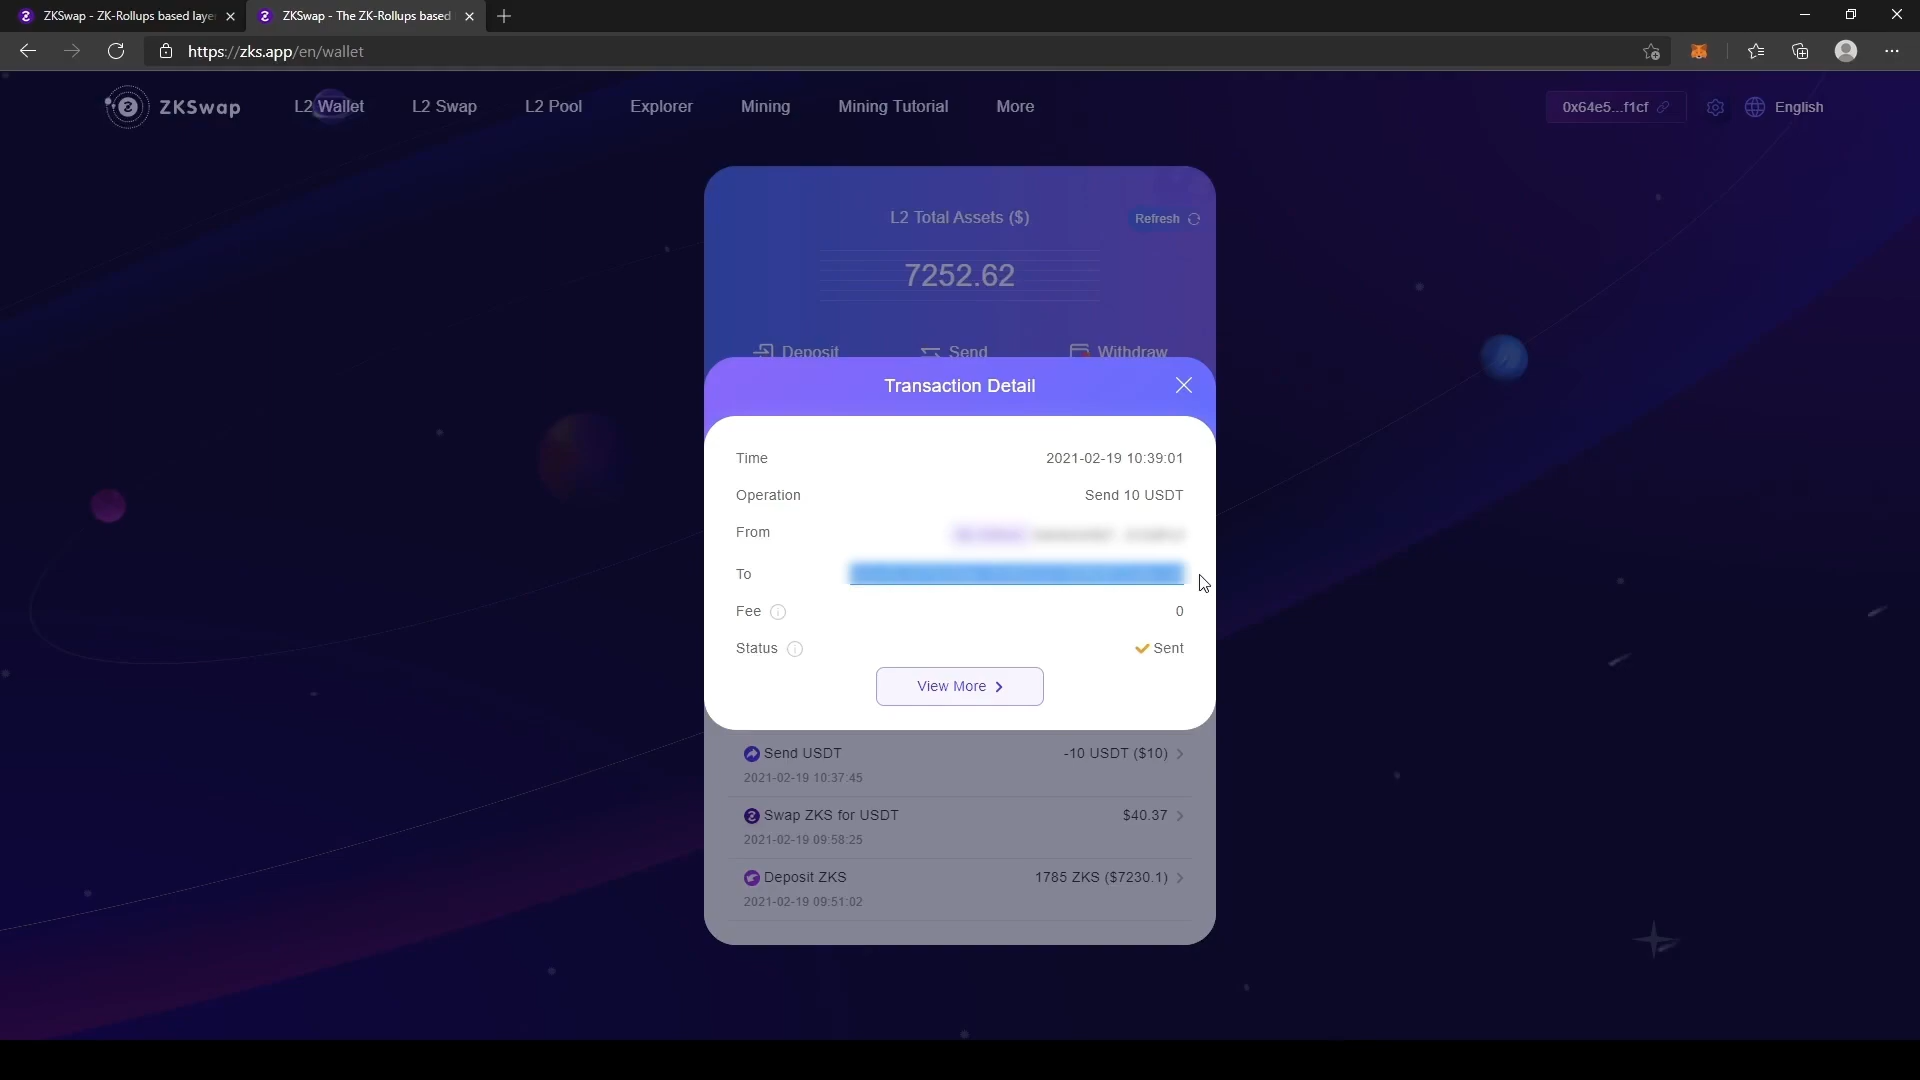 ZKSwap - ZK-Rollups based laye
ZKSwap - The ZK-Rollups based
https://zks.app/en/wallet
ZKSwap
L2 Wallet
L2 Swap
L2 Pool
Explorer
Mining
Mining Tutorial
More
0x64e5...f1cf
English
L2 Total Assets ($)
Refresh
7252.62
Deposit
Send
Withdraw
Transaction Detail
Time
2021-02-19 10:39:01
Operation
Send 10 USDT
From
To
Fee
0
Status
Sent
View More
Send USDT
-10 USDT ($10)
2021-02-19 10:37:45
Swap ZKS for USDT
$40.37
2021-02-19 09:58:25
Deposit ZKS
1785 ZKS ($7230.1)
2021-02-19 09:51:02